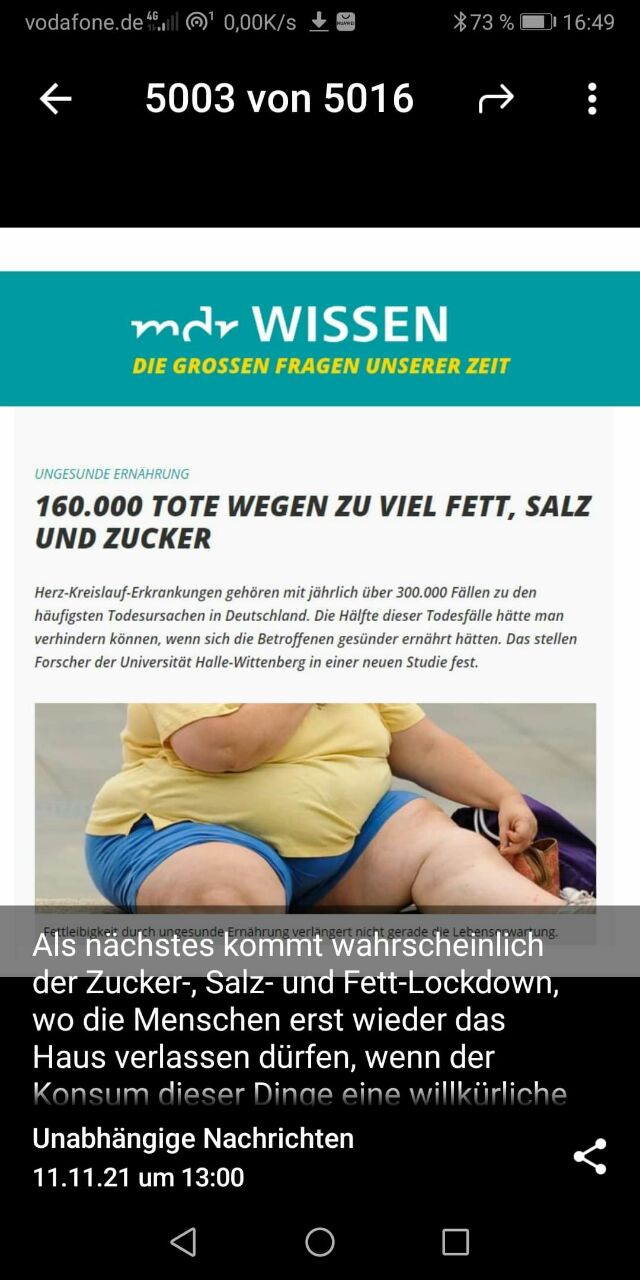 vodafone.de 4G 1 0,00K/s HUAWEI 73 % 16:49
5003 von 5016
mdr WISSEN
DIE GROSSEN FRAGEN UNSERER ZEIT
UNGESUNDE ERNÄHRUNG
160.000 TOTE WEGEN ZU VIEL FETT, SALZ
UND ZUCKER
Herz-Kreislauf-Erkrankungen gehören mit jährlich über 300.000 Fällen zu den
häufigsten Todesursachen in Deutschland. Die Hälfte dieser Todesfälle hätte man
verhindern können, wenn sich die Betroffenen gesünder ernährt hätten. Das stellen
Forscher der Universität Halle-Wittenberg in einer neuen Studie fest.
Fettleibigkeit durch ungesunde Ernährung verlängert nicht gerade die Lebenserwartung.
Als nächstes kommt wahrscheinlich
der Zucker-, Salz- und Fett-Lockdown,
wo die Menschen erst wieder das
Haus verlassen dürfen, wenn der
Konsum dieser Dinge eine willkürliche
Unabhängige Nachrichten
11.11.21 um 13:00